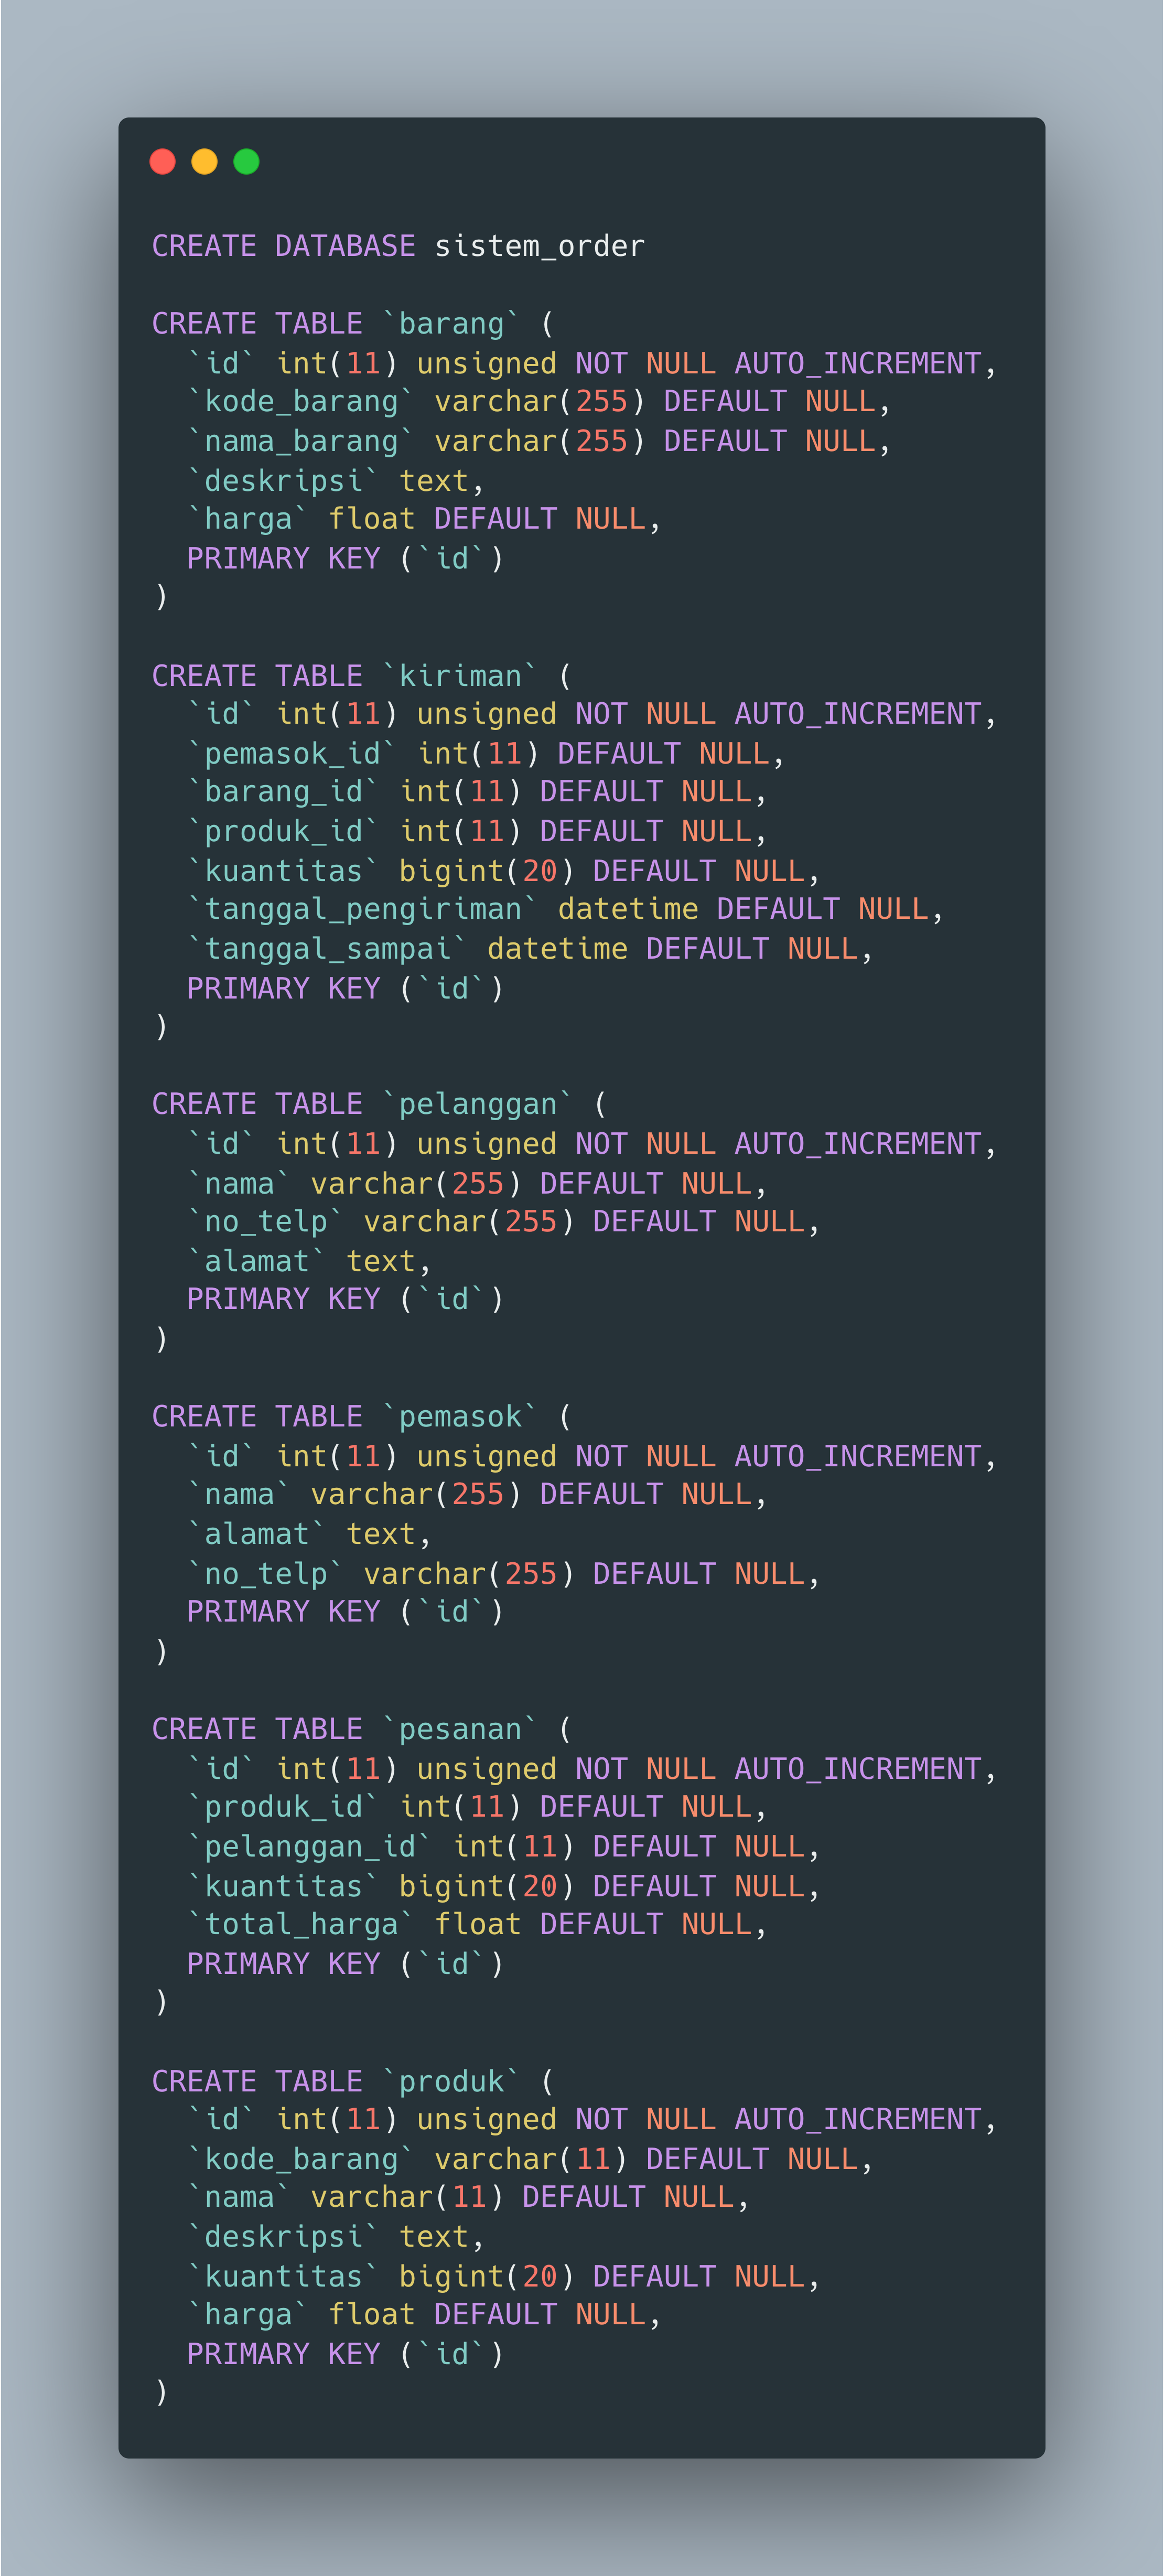 CREATE DATABASE sistem_order

CREATE TABLE `barang` (
  `id` int(11) unsigned NOT NULL AUTO_INCREMENT,
  `kode_barang` varchar(255) DEFAULT NULL,
  `nama_barang` varchar(255) DEFAULT NULL,
  `deskripsi` text,
  `harga` float DEFAULT NULL,
  PRIMARY KEY (`id`)
)

CREATE TABLE `kiriman` (
  `id` int(11) unsigned NOT NULL AUTO_INCREMENT,
  `pemasok_id` int(11) DEFAULT NULL,
  `barang_id` int(11) DEFAULT NULL,
  `produk_id` int(11) DEFAULT NULL,
  `kuantitas` bigint(20) DEFAULT NULL,
  `tanggal_pengiriman` datetime DEFAULT NULL,
  `tanggal_sampai` datetime DEFAULT NULL,
  PRIMARY KEY (`id`)
)

CREATE TABLE `pelanggan` (
  `id` int(11) unsigned NOT NULL AUTO_INCREMENT,
  `nama` varchar(255) DEFAULT NULL,
  `no_telp` varchar(255) DEFAULT NULL,
  `alamat` text,
  PRIMARY KEY (`id`)
)

CREATE TABLE `pemasok` (
  `id` int(11) unsigned NOT NULL AUTO_INCREMENT,
  `nama` varchar(255) DEFAULT NULL,
  `alamat` text,
  `no_telp` varchar(255) DEFAULT NULL,
  PRIMARY KEY (`id`)
)

CREATE TABLE `pesanan` (
  `id` int(11) unsigned NOT NULL AUTO_INCREMENT,
  `produk_id` int(11) DEFAULT NULL,
  `pelanggan_id` int(11) DEFAULT NULL,
  `kuantitas` bigint(20) DEFAULT NULL,
  `total_harga` float DEFAULT NULL,
  PRIMARY KEY (`id`)
)

CREATE TABLE `produk` (
  `id` int(11) unsigned NOT NULL AUTO_INCREMENT,
  `kode_barang` varchar(11) DEFAULT NULL,
  `nama` varchar(11) DEFAULT NULL,
  `deskripsi` text,
  `kuantitas` bigint(20) DEFAULT NULL,
  `harga` float DEFAULT NULL,
  PRIMARY KEY (`id`)
)